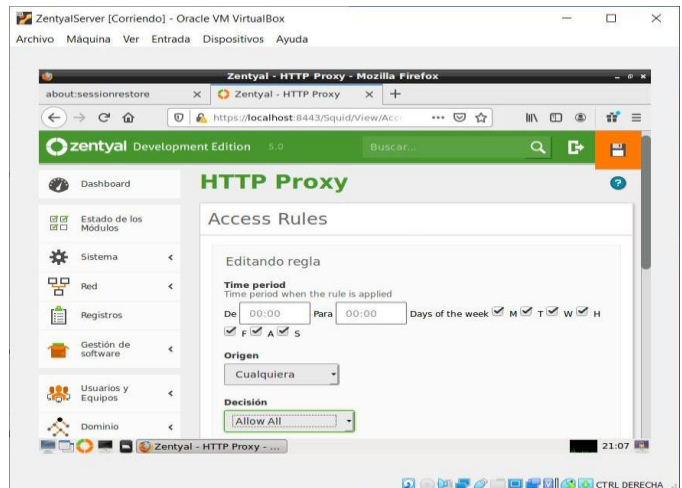 ZentyalServer [Corriendo] - Oracle VM VirtualBox
Archivo Máquina Ver Entrada Dispositivos Ayuda
Zentyal - HTTP Proxy - Mozilla Firefox
about:sessionrestore
Zentyal - HTTP Proxy
https://localhost:8443/Squid/View/Acc
zentyal Development Edition 5.0 Buscar...
Dashboard
HTTP Proxy
Estado de los
Módulos
Access Rules
Sistema
Editando regla
Red
Time period
Time period when the rule is applied
Registros
De 00:00 Para 00:00 Days of the week M T W H
F A S
Gestión de
software
Origen
Cualquiera
Usuarios y
Equipos
Decisión
Dominio
Allow All
Zentyal - HTTP Proxy - ...
21:07
CTRL DERECHA